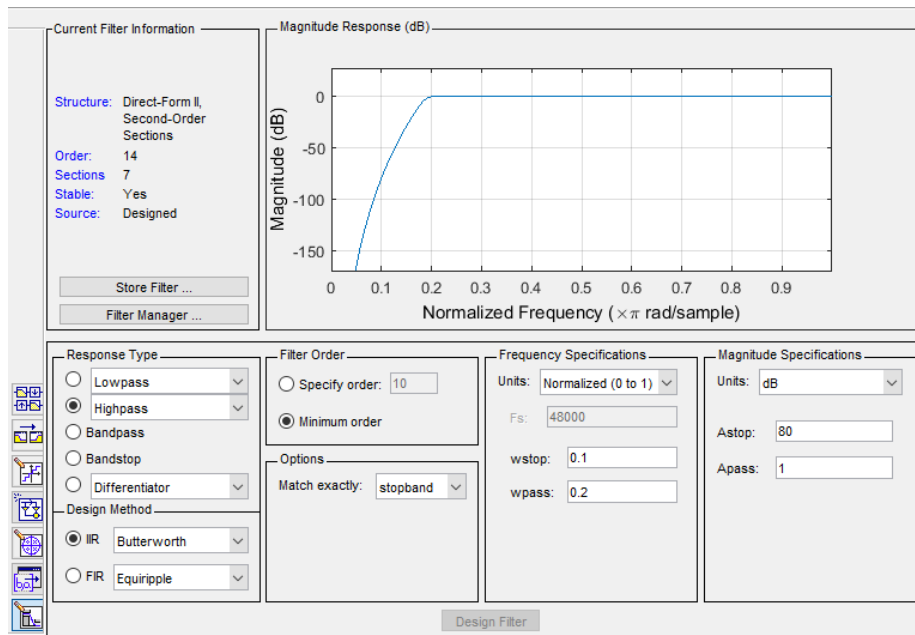 Current Filter Information
Structure: Direct-Form II,
Second-Order
Sections
Order: 14
Sections 7
Stable: Yes
Source: Designed
Store Filter ...
Filter Manager ...
Magnitude Response (dB)
Magnitude (dB)
0
-50
-100
-150
0 0.1 0.2 0.3 0.4 0.5 0.6 0.7 0.8 0.9
Normalized Frequency (×π rad/sample)
Response Type
Lowpass
Highpass
Bandpass
Bandstop
Differentiator
Design Method
IIR Butterworth
FIR Equiripple
Filter Order
Specify order: 10
Minimum order
Options
Match exactly: stopband
Frequency Specifications
Units: Normalized (0 to 1)
Fs: 48000
wstop: 0.1
wpass: 0.2
Magnitude Specifications
Units: dB
Astop: 80
Apass: 1
Design Filter
[b,a]